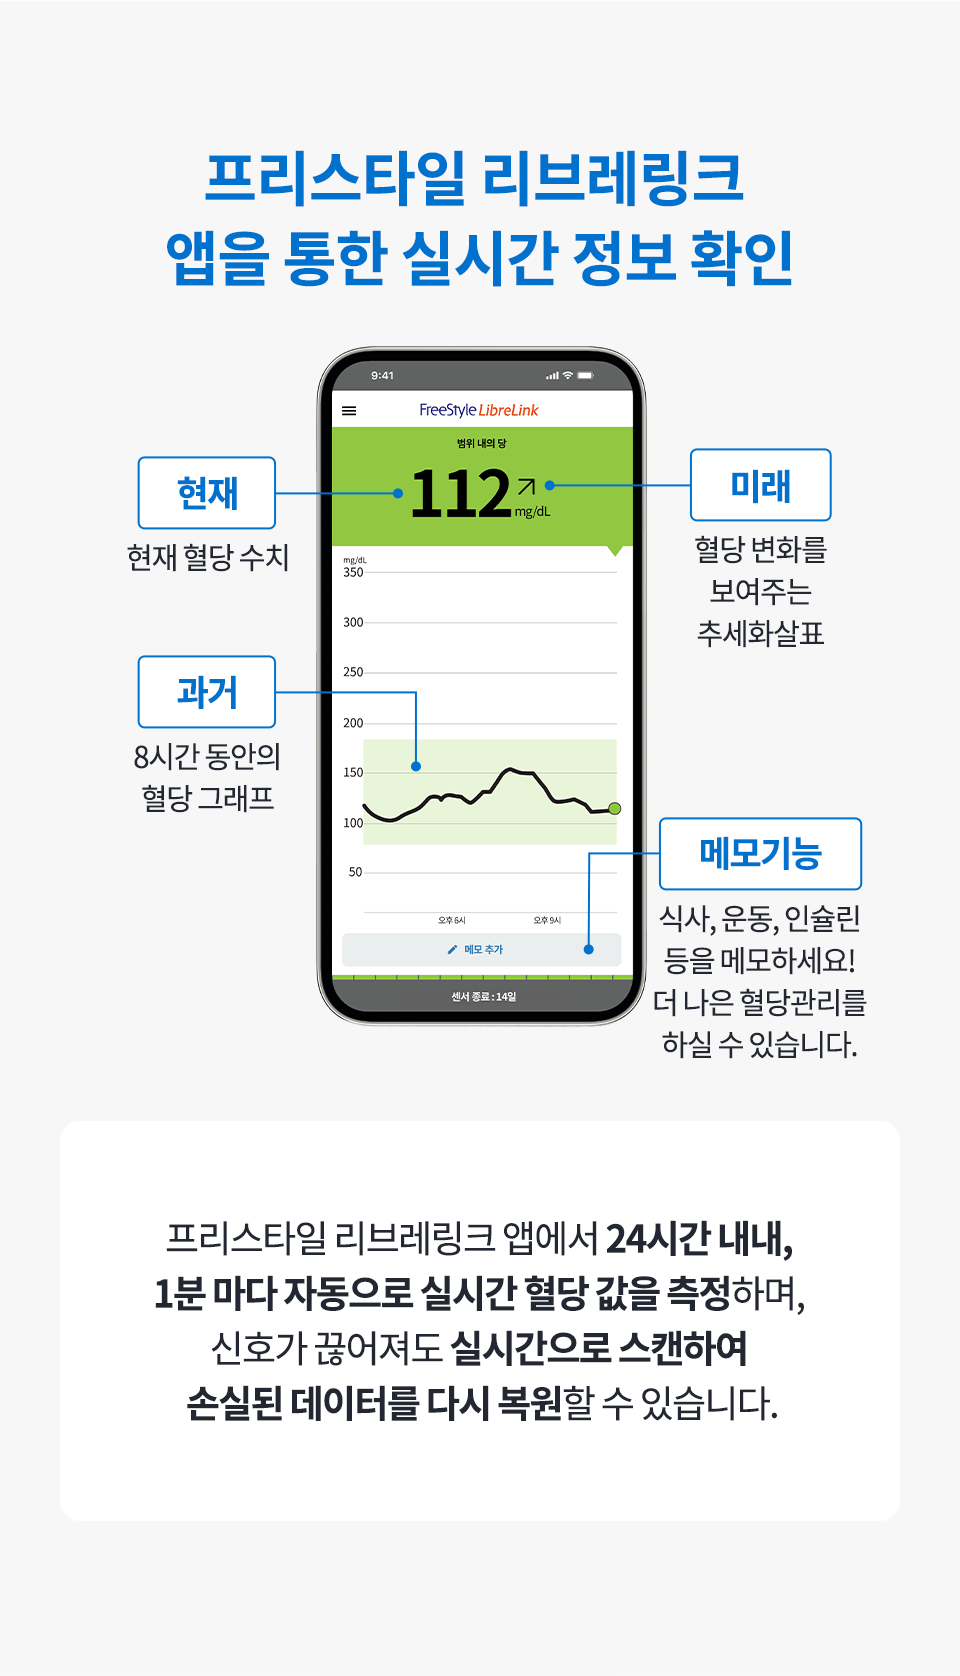 프리스타일 리브레링크
앱을 통한 실시간 정보 확인
9:41
FreeStyle LibreLink
범위 내의 당
112
mg/dL
현재
현재 혈당 수치
미래
혈당 변화를
보여주는
추세화살표
mg/dL
350
300
250
200
150
100
50
과거
8시간 동안의
혈당 그래프
오후 6시
오후 9시
메모 추가
센서 종료 : 14일
메모기능
식사, 운동, 인슐린
등을 메모하세요!
더 나은 혈당관리를
하실 수 있습니다.
프리스타일 리브레링크 앱에서 24시간 내내,
1분 마다 자동으로 실시간 혈당 값을 측정하며,
신호가 끊어져도 실시간으로 스캔하여
손실된 데이터를 다시 복원할 수 있습니다.